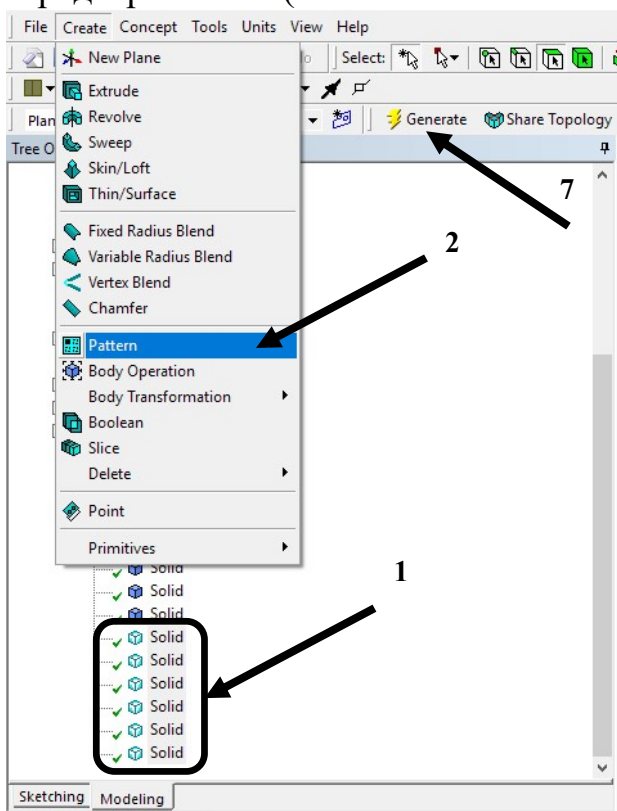 File Create Concept Tools Units View Help
New Plane
Select:
Extrude
Revolve
Generate
Share Topology
Sweep
Tree O
Skin/Loft
Thin/Surface
7
Fixed Radius Blend
Variable Radius Blend
2
Vertex Blend
Chamfer
Pattern
Body Operation
Body Transformation
Boolean
Slice
Delete
Point
Primitives
Solid
1
Solid
Solid
Solid
Solid
Solid
Solid
Solid
Solid
Sketching Modeling